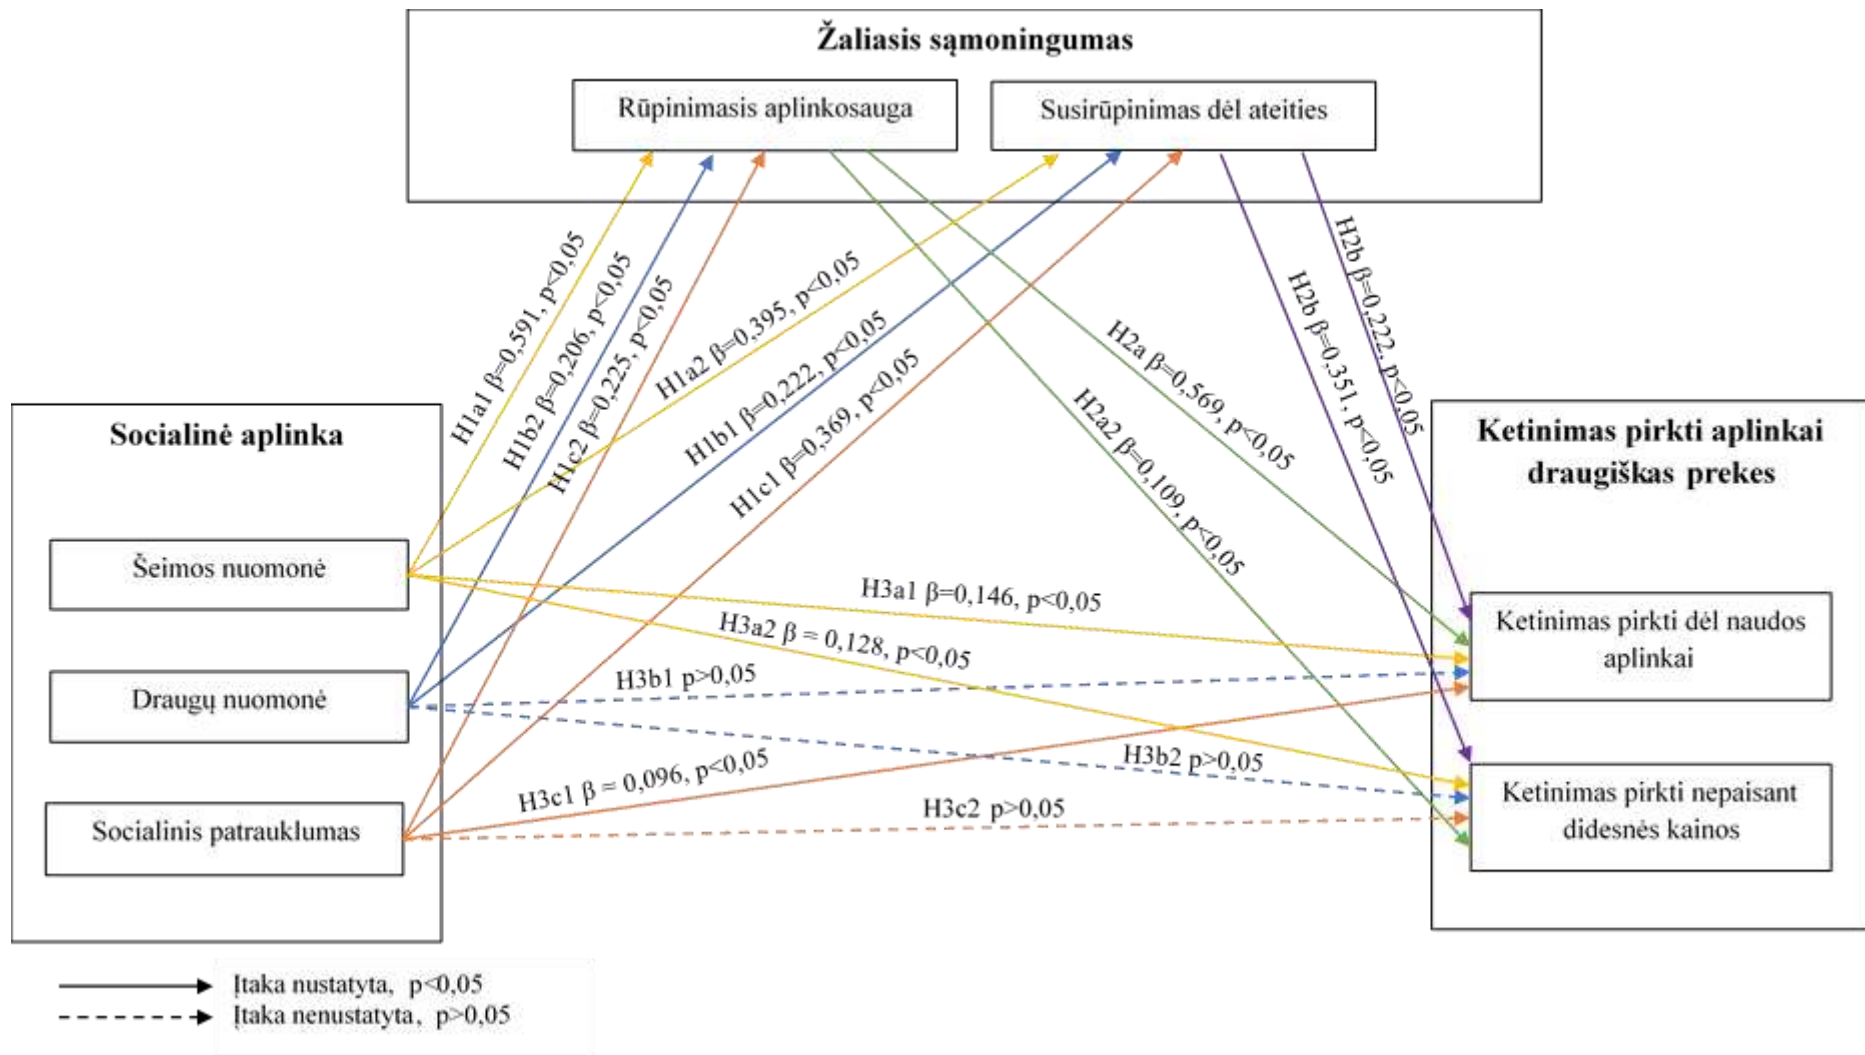 Žaliasis sąmoningumas
Rūpinimasis aplinkosauga
Susirūpinimas dėl ateities
H1a1 β=0,591, p<0,05
H1b2 β=0,206, p<0,05
H1c2 β=0,225, p<0,05
H1a2 β=0,395, p<0,05
H1b1 β=0,222, p<0,05
H1c1 β=0,369, p<0,05
H2a β=0,569, p<0,05
H2a2 β=0,109, p<0,05
H2b β=0,351, p<0,05
H2b β=0,222, p<0,05
Socialinė aplinka
Šeimos nuomonė
Draugų nuomonė
Socialinis patrauklumas
H3a1 β=0,146, p<0,05
H3a2 β = 0,128, p<0,05
H3b1 p>0,05
H3b2 p>0,05
H3c1 β = 0,096, p<0,05
H3c2 p>0,05
Ketinimas pirkti aplinkai
draugiškas prekes
Ketinimas pirkti dėl naudos
aplinkai
Ketinimas pirkti nepaisant
didesnės kainos
Įtaka nustatyta, p<0,05
Įtaka nenustatyta, p>0,05